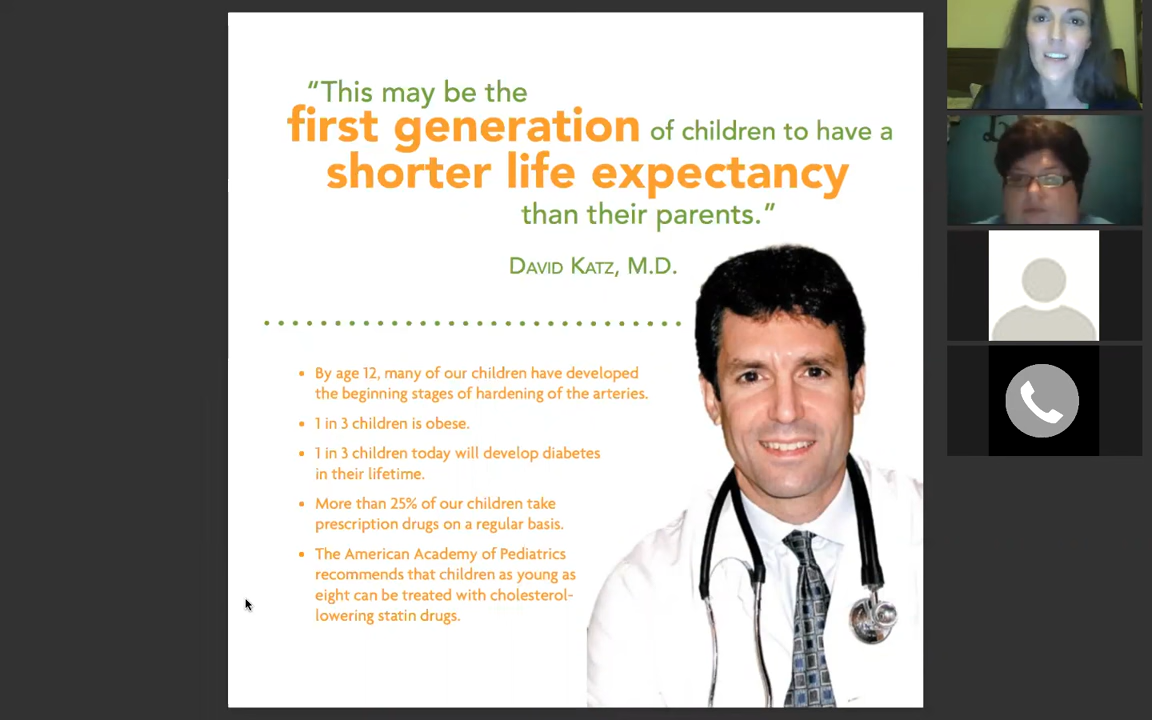 “This may be the
first generation of children to have a
shorter life expectancy
than their parents.”
David Katz, M.D.
• By age 12, many of our children have developed
the beginning stages of hardening of the arteries.
• 1 in 3 children is obese.
• 1 in 3 children today will develop diabetes
in their lifetime.
• More than 25% of our children take
prescription drugs on a regular basis.
• The American Academy of Pediatrics
recommends that children as young as
eight can be treated with cholesterol-
lowering statin drugs.